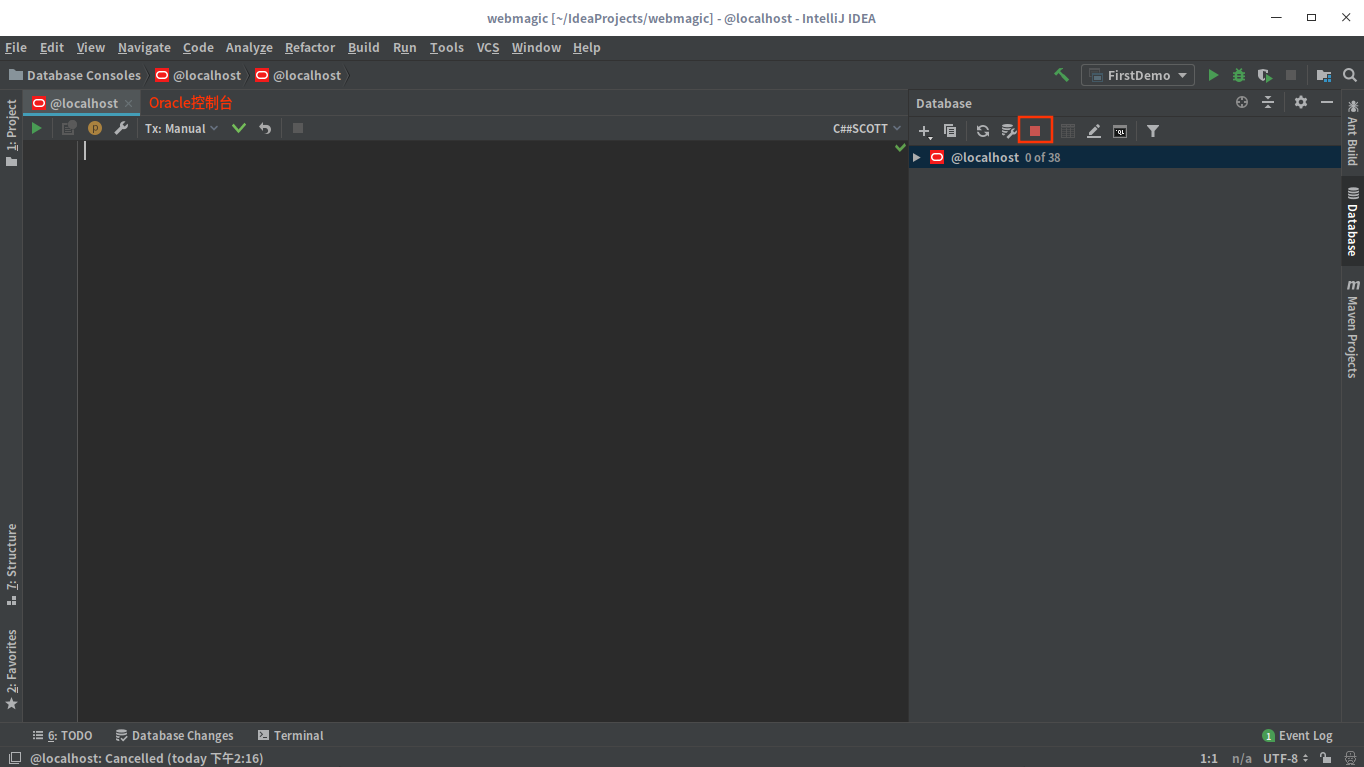 webmagic [~/IdeaProjects/webmagic] - @localhost - IntelliJ IDEA
File Edit View Navigate Code Analyze Refactor Build Run Tools VCS Window Help
Database Consoles @localhost @localhost FirstDemo
@localhost Oracle控制台 Database
Tx: Manual C##SCOTT
@localhost 0 of 38
1: Project
7: Structure
2: Favorites
Ant Build
Database
Maven Projects
6: TODO Database Changes Terminal 1 Event Log
@localhost: Cancelled (today 下午2:16) 1:1 n/a UTF-8